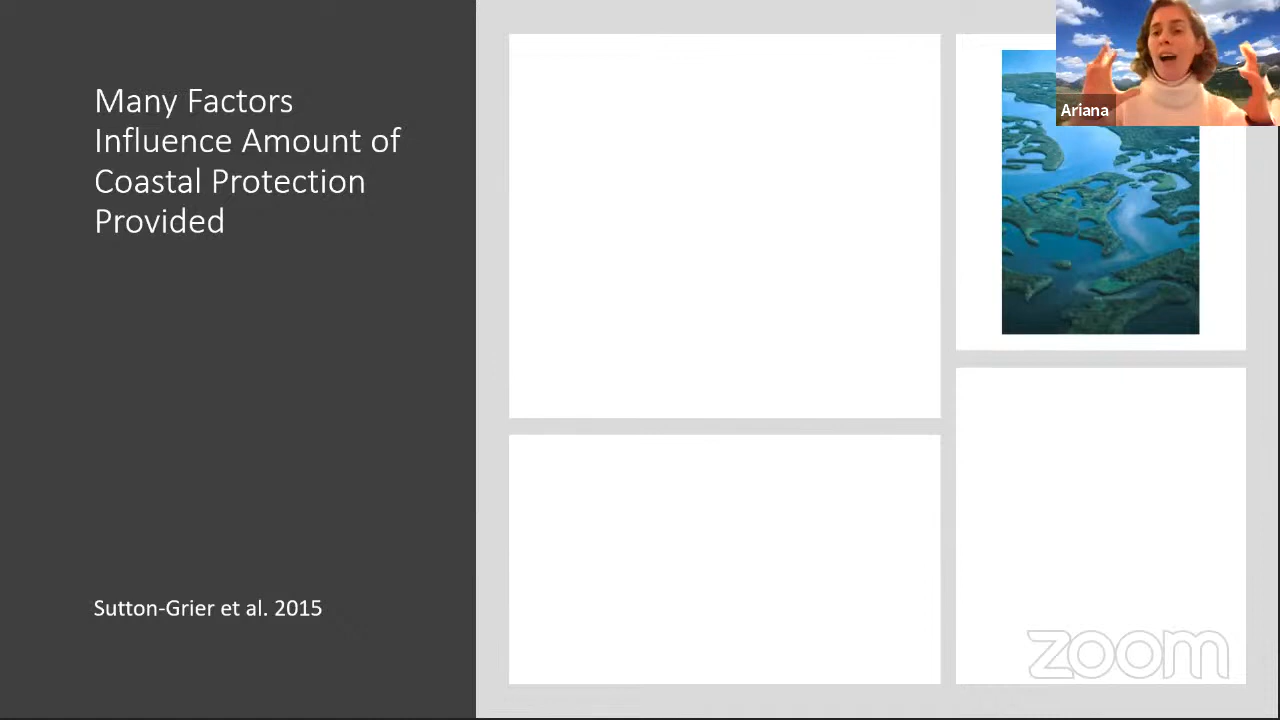 Many Factors
Influence Amount of
Coastal Protection
Provided
Sutton-Grier et al. 2015
Ariana
zoom